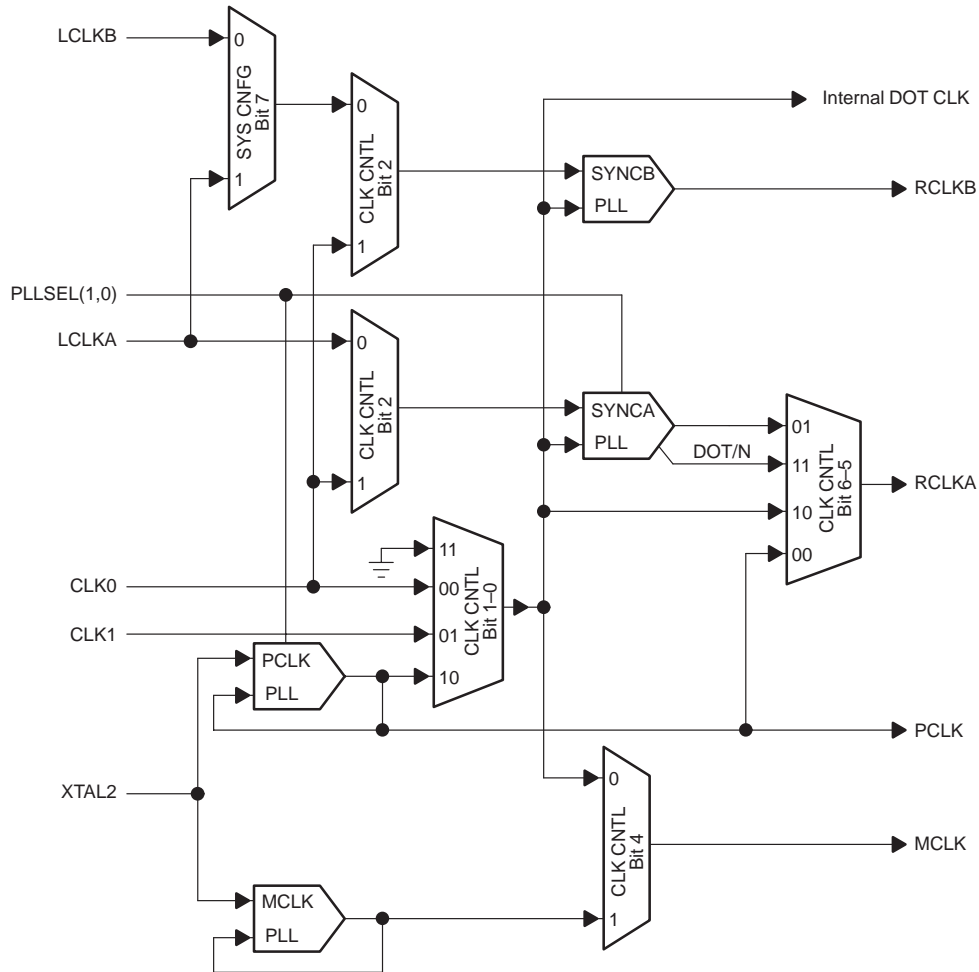 LCLKB
0
SYS CNFG
Bit 7
1
0
CLK CNTL
Bit 2
1
Internal DOT CLK
SYNCB
PLL
RCLKB
PLLSEL(1,0)
LCLKA
0
CLK CNTL
Bit 2
1
SYNCA
PLL
DOT/N
01
11
10
00
CLK CNTL
Bit 6–5
RCLKA
11
00
01
10
CLK CNTL
Bit 1–0
CLK0
CLK1
PCLK
PLL
PCLK
XTAL2
0
CLK CNTL
Bit 4
1
MCLK
MCLK
PLL